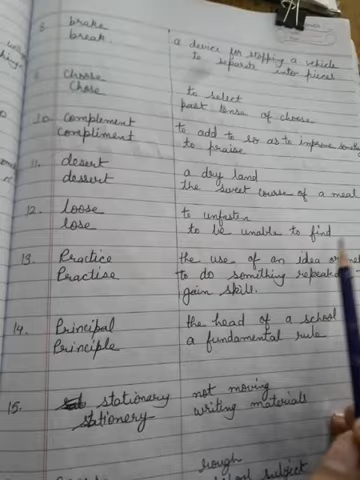 8. brake
break. a device for stopping a vehicle
to separate into pieces
9. Choose
Chose to select
past tense of choose
10. Complement
Compliment to add to so as to improve
to praise
11. desert
dessert a dry land
the sweet course of a meal
12. Loose
lose to unfasten
to be unable to find
13. Practice the use of an idea or
Practise to do something
gain skill.
14. Principal the head of a school
Principle a fundamental rule
15. stationary not moving
stationery writing materials
rough
subject